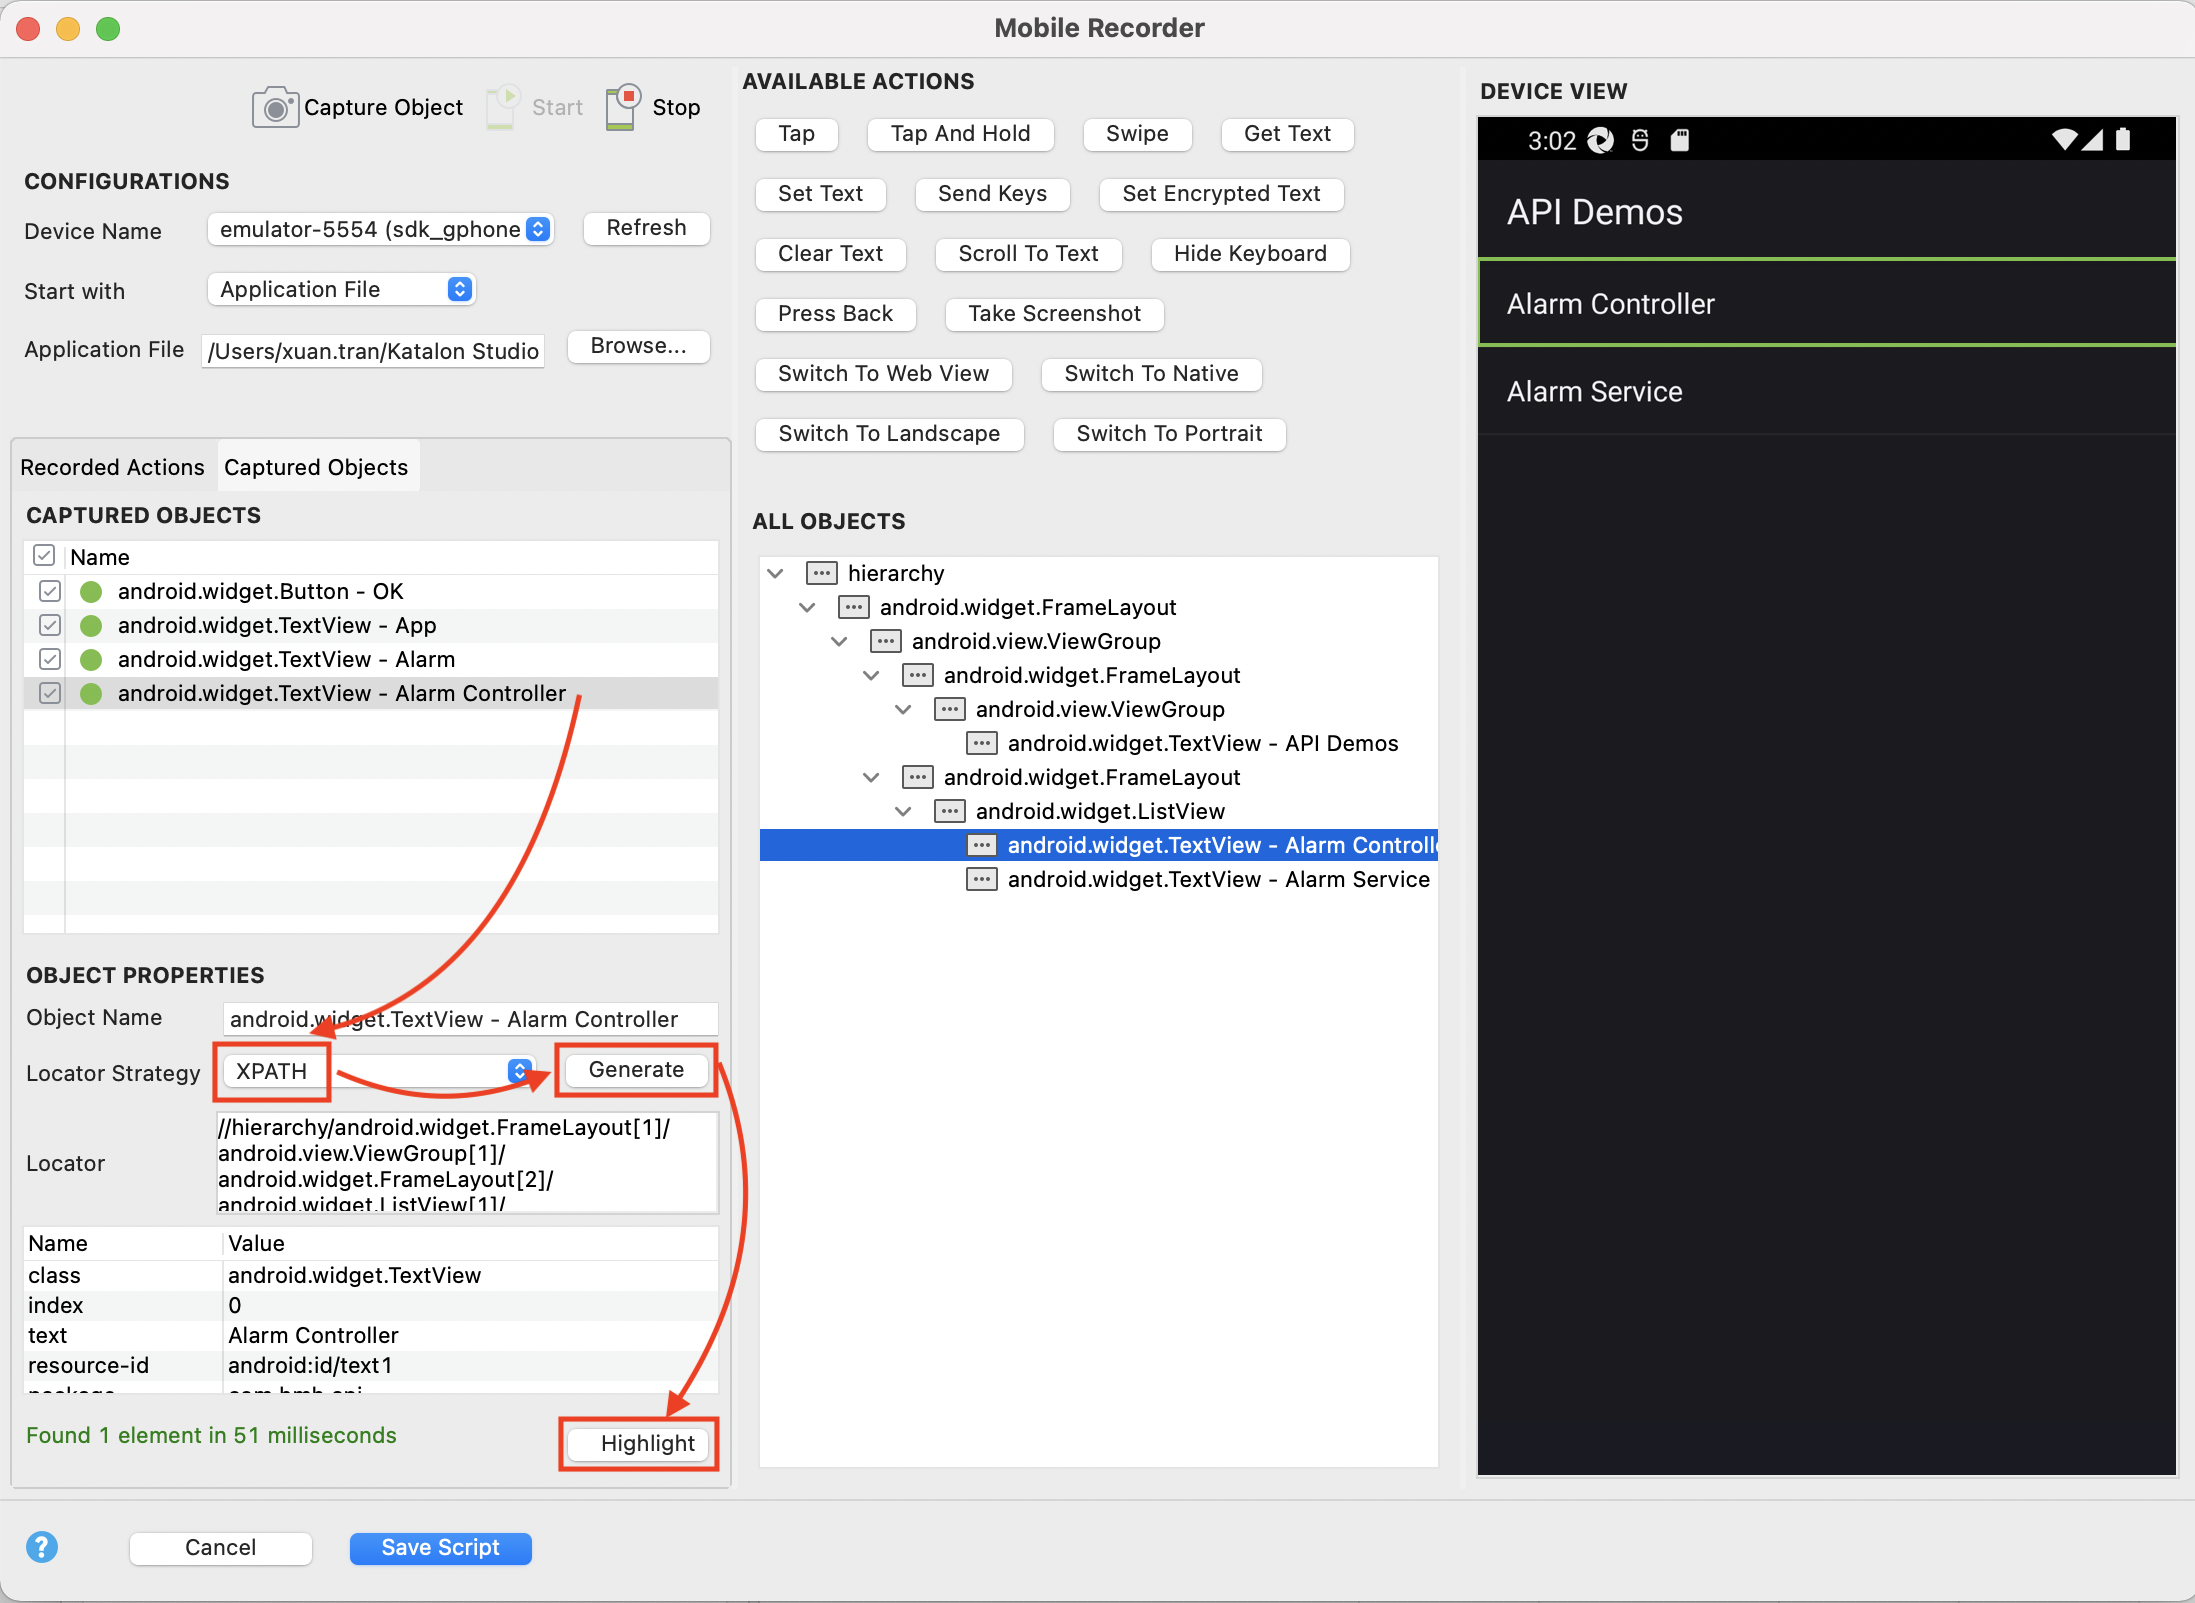 Mobile Recorder
Capture Object
Start
Stop
CONFIGURATIONS
Device Name
emulator-5554 (sdk_gphone
Refresh
Start with
Application File
Application File
/Users/xuan.tran/Katalon Studio
Browse...
Recorded Actions
Captured Objects
CAPTURED OBJECTS
Name
android.widget.Button - OK
android.widget.TextView - App
android.widget.TextView - Alarm
android.widget.TextView - Alarm Controller
OBJECT PROPERTIES
Object Name
android.widget.TextView - Alarm Controller
Locator Strategy
XPATH
Generate
Locator
//hierarchy/android.widget.FrameLayout[1]/
android.view.ViewGroup[1]/
android.widget.FrameLayout[2]/
android.widget.ListView[1]/
Name Value
class android.widget.TextView
index 0
text Alarm Controller
resource-id android:id/text1
Found 1 element in 51 milliseconds
Highlight
?
Cancel
Save Script
AVAILABLE ACTIONS
Tap
Tap And Hold
Swipe
Get Text
Set Text
Send Keys
Set Encrypted Text
Clear Text
Scroll To Text
Hide Keyboard
Press Back
Take Screenshot
Switch To Web View
Switch To Native
Switch To Landscape
Switch To Portrait
ALL OBJECTS
hierarchy
android.widget.FrameLayout
android.view.ViewGroup
android.widget.FrameLayout
android.view.ViewGroup
android.widget.TextView - API Demos
android.widget.FrameLayout
android.widget.ListView
android.widget.TextView - Alarm Controll
android.widget.TextView - Alarm Service
DEVICE VIEW
3:02
API Demos
Alarm Controller
Alarm Service